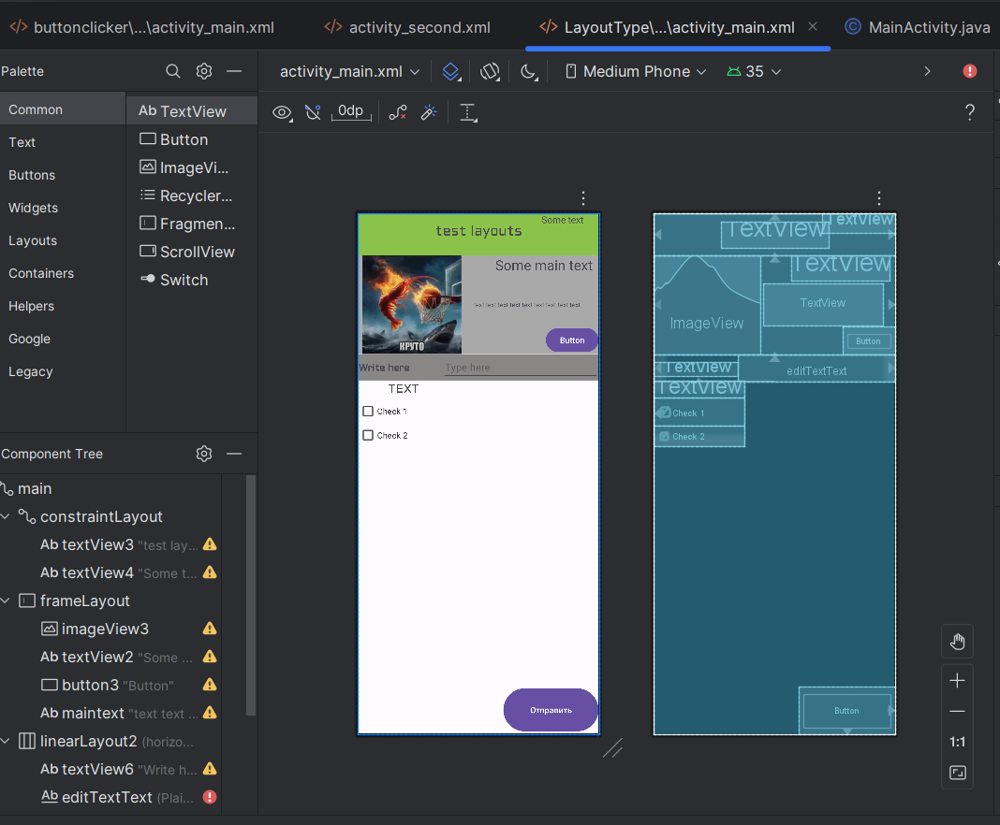 buttonclicker\...\activity_main.xml
activity_second.xml
LayoutType\...\activity_main.xml
MainActivity.java
Palette
activity_main.xml
Medium Phone
35
Common
Text
Buttons
Widgets
Layouts
Containers
Helpers
Google
Legacy
Ab TextView
Button
ImageVi...
Recycler...
Fragmen...
ScrollView
Switch
0dp
?
Component Tree
main
constraintLayout
Ab textView3 "test lay...
Ab textView4 "Some t...
frameLayout
imageView3
Ab textView2 "Some ...
button3 "Button"
Ab maintext "text text ...
linearLayout2 (horizo...
Ab textView6 "Write h...
Ab editTextText (Plai...
Some text
test layouts
Some main text
text text text text text text text text text
КРУТО
Button
Write here
Type here
TEXT
Check 1
Check 2
Отправить
TextView
TextView
TextView
TextView
ImageView
Button
TextView
editTextText
TextView
Check 1
Check 2
Button
1:1